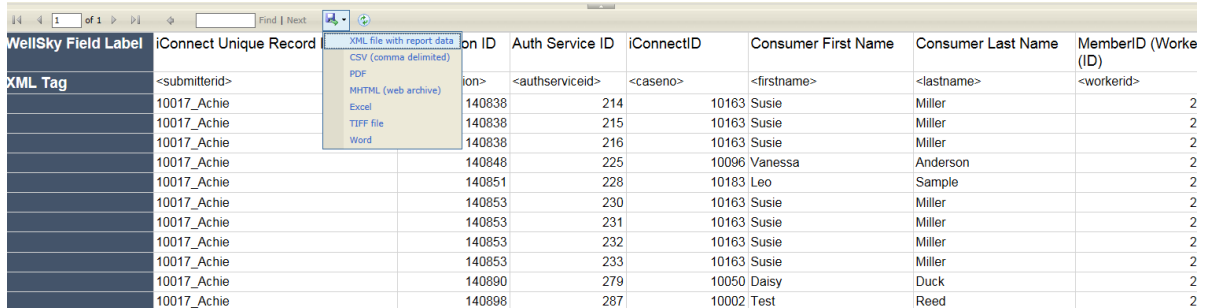 1 of 1 Find | Next
WellSky Field Label iConnect Unique Record on ID Auth Service ID iConnectID Consumer First Name Consumer Last Name MemberID (Worke
(ID)
XML file with report data
CSV (comma delimited)
PDF
MHTML (web archive)
Excel
TIFF file
Word
XML Tag <submitterid> ion> <authserviceid> <caseno> <firstname> <lastname> <workerid>
10017_Achie 140838 214 10163 Susie Miller 2
10017_Achie 140838 215 10163 Susie Miller 2
10017_Achie 140838 216 10163 Susie Miller 2
10017_Achie 140848 225 10096 Vanessa Anderson 2
10017_Achie 140851 228 10183 Leo Sample 2
10017_Achie 140853 230 10163 Susie Miller 2
10017_Achie 140853 231 10163 Susie Miller 2
10017_Achie 140853 232 10163 Susie Miller 2
10017_Achie 140853 233 10163 Susie Miller 2
10017_Achie 140890 279 10050 Daisy Duck 2
10017_Achie 140898 287 10002 Test Reed 2